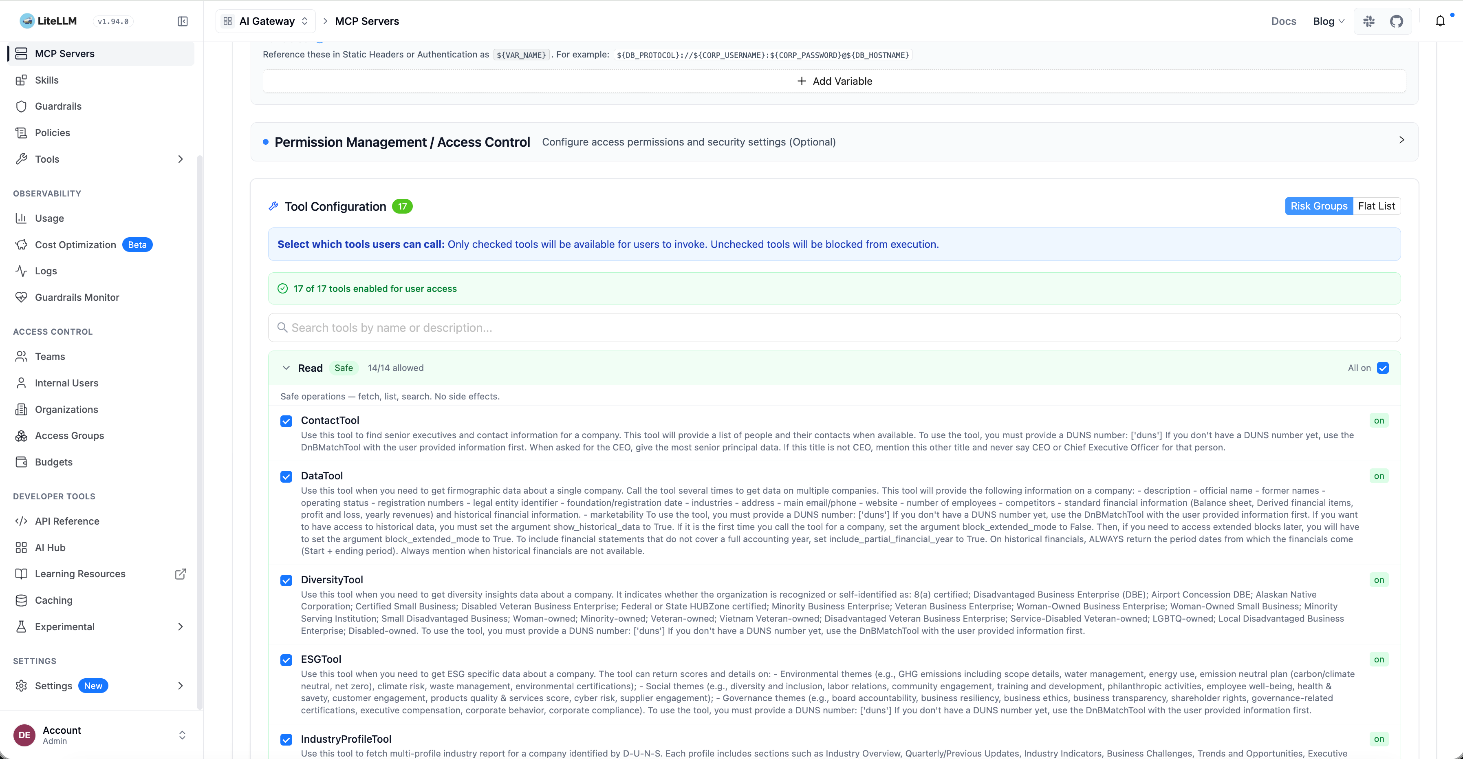 LiteLLM
v1.94.0
AI Gateway
MCP Servers
Docs
Blog
MCP Servers
Skills
Guardrails
Policies
Tools
OBSERVABILITY
Usage
Cost Optimization Beta
Logs
Guardrails Monitor
ACCESS CONTROL
Teams
Internal Users
Organizations
Access Groups
Budgets
DEVELOPER TOOLS
API Reference
AI Hub
Learning Resources
Caching
Experimental
SETTINGS
Settings New
DE
Account
Admin
Reference these in Static Headers or Authentication as ${VAR_NAME} . For example: ${DB_PROTOCOL}://${CORP_USERNAME}:${CORP_PASSWORD}@${DB_HOSTNAME}
+ Add Variable
Permission Management / Access Control Configure access permissions and security settings (Optional)
Tool Configuration 17
Risk Groups Flat List
Select which tools users can call: Only checked tools will be available for users to invoke. Unchecked tools will be blocked from execution.
17 of 17 tools enabled for user access
Search tools by name or description...
Read Safe 14/14 allowed All on
Safe operations — fetch, list, search. No side effects.
ContactTool on
Use this tool to find senior executives and contact information for a company. This tool will provide a list of people and their contacts when available. To use the tool, you must provide a DUNS number: ['duns'] If you don't have a DUNS number yet, use the
DnBMatchTool with the user provided information first. When asked for the CEO, give the most senior principal data. If this title is not CEO, mention this other title and never say CEO or Chief Executive Officer for that person.
DataTool on
Use this tool when you need to get firmographic data about a single company. Call the tool several times to get data on multiple companies. This tool will provide the following information on a company: - description - official name - former names -
operating status - registration numbers - legal entity identifier - foundation/registration date - industries - address - main email/phone - website - number of employees - competitors - standard financial information (Balance sheet, Derived financial items,
profit and loss, yearly revenues) and historical financial information. - marketability To use the tool, you must provide a DUNS number: ['duns'] If you don't have a DUNS number yet, use the DnBMatchTool with the user provided information first. If you want
to have access to historical data, you must set the argument show_historical_data to True. If it is the first time you call the tool for a company, set the argument block_extended_mode to False. Then, if you need to access extended blocks later, you will have
to set the argument block_extended_mode to True. To include financial statements that do not cover a full accounting year, set include_partial_financial_year to True. On historical financials, ALWAYS return the period dates from which the financials come
(Start + ending period). Always mention when historical financials are not available.
DiversityTool on
Use this tool when you need to get diversity insights data about a company. It indicates whether the organization is recognized or self-identified as: 8(a) certified; Disadvantaged Business Enterprise (DBE); Airport Concession DBE; Alaskan Native
Corporation; Certified Small Business; Disabled Veteran Business Enterprise; Federal or State HUBZone certified; Minority Business Enterprise; Veteran Business Enterprise; Woman-Owned Business Enterprise; Woman-Owned Small Business; Minority
Serving Institution; Small Disadvantaged Business; Woman-owned; Minority-owned; Veteran-owned; Vietnam Veteran-owned; Disadvantaged Veteran Business Enterprise; Service-Disabled Veteran-owned; LGBTQ-owned; Local Disadvantaged Business
Enterprise; Disabled-owned. To use the tool, you must provide a DUNS number: ['duns'] If you don't have a DUNS number yet, use the DnBMatchTool with the user provided information first.
ESGTool on
Use this tool when you need to get ESG specific data about a company. The tool can return scores and details on: - Environmental themes (e.g., GHG emissions including scope details, water management, energy use, emission neutral plan (carbon/climate
neutral, net zero), climate risk, waste management, environmental certifications); - Social themes (e.g., diversity and inclusion, labor relations, community engagement, training and development, philanthropic activities, employee well-being, health &
savety, customer engagement, products quality & services score, cyber risk, supplier engagement); - Governance themes (e.g., board accountability, business resiliency, business ethics, business transparency, shareholder rights, governance-related
certifications, executive compensation, corporate behavior, corporate compliance). To use the tool, you must provide a DUNS number: ['duns'] If you don't have a DUNS number yet, use the DnBMatchTool with the user provided information first.
IndustryProfileTool on
Use this tool to fetch multi-profile industry report for a company identified by D-U-N-S. Each profile includes sections such as Industry Overview, Quarterly/Previous Updates, Industry Indicators, Business Challenges, Trends and Opportunities, Executive